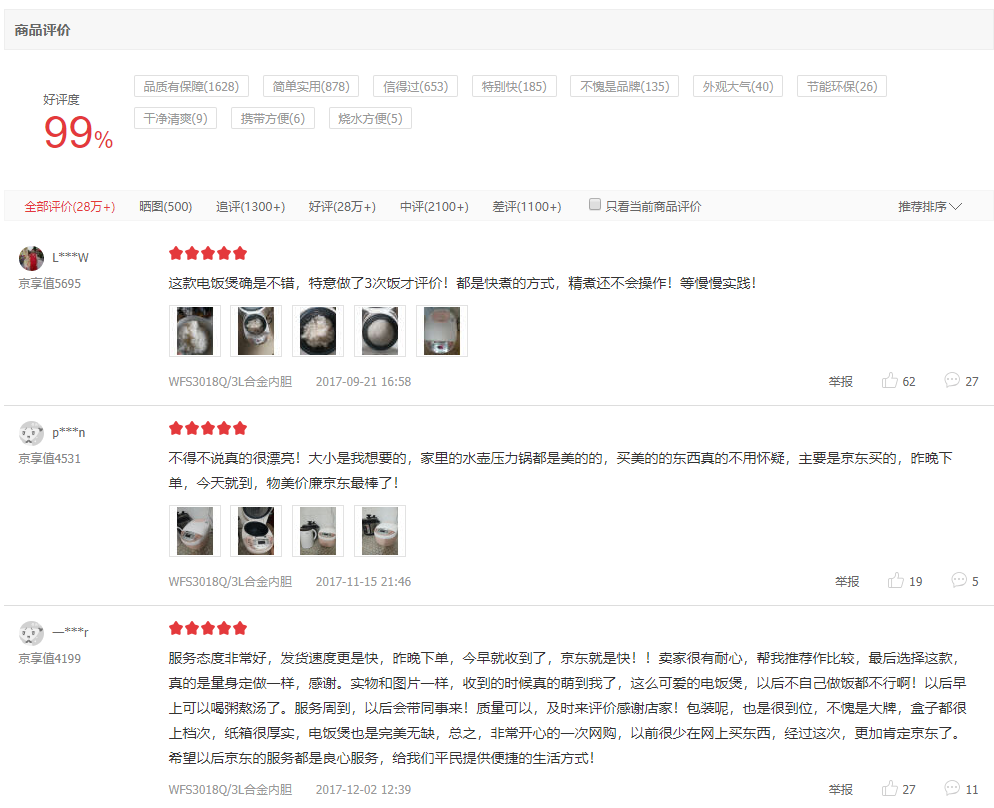 商品评价
好评度
99%
品质有保障(1628) 简单实用(878) 信得过(653) 特别快(185) 不愧是品牌(135) 外观大气(40) 节能环保(26)
干净清爽(9) 携带方便(6) 烧水方便(5)
全部评价(28万+) 晒图(500) 追评(1300+) 好评(28万+) 中评(2100+) 差评(1100+) 只看当前商品评价 推荐排序
L***W
京享值5695
这款电饭煲确是不错，特意做了3次饭才评价！都是快煮的方式，精煮还不会操作！等慢慢实践！
WFS3018Q/3L合金内胆 2017-09-21 16:58 举报 62 27
p***n
京享值4531
不得不说真的很漂亮！大小是我想要的，家里的水壶压力锅都是美的的，买美的的东西真的不用怀疑，主要是京东买的，昨晚下
单，今天就到，物美价廉京东最棒了！
WFS3018Q/3L合金内胆 2017-11-15 21:46 举报 19 5
一***r
京享值4199
服务态度非常好，发货速度更是快，昨晚下单，今早就收到了，京东就是快！！卖家很有耐心，帮我推荐作比较，最后选择这款，
真的是量身定做一样，感谢。实物和图片一样，收到的时候真的萌到我了，这么可爱的电饭煲，以后不自己做饭都不行啊！以后早
上可以喝粥熬汤了。服务周到，以后会带同事来！质量可以，及时来评价感谢店家！包装呢，也是很到位，不愧是大牌，盒子都很
上档次，纸箱很厚实，电饭煲也是完美无缺，总之，非常开心的一次网购，以前很少在网上买东西，经过这次，更加肯定京东了。
希望以后京东的服务都是良心服务，给我们平民提供便捷的生活方式！
WFS3018Q/3L合金内胆 2017-12-02 12:39 举报 27 11